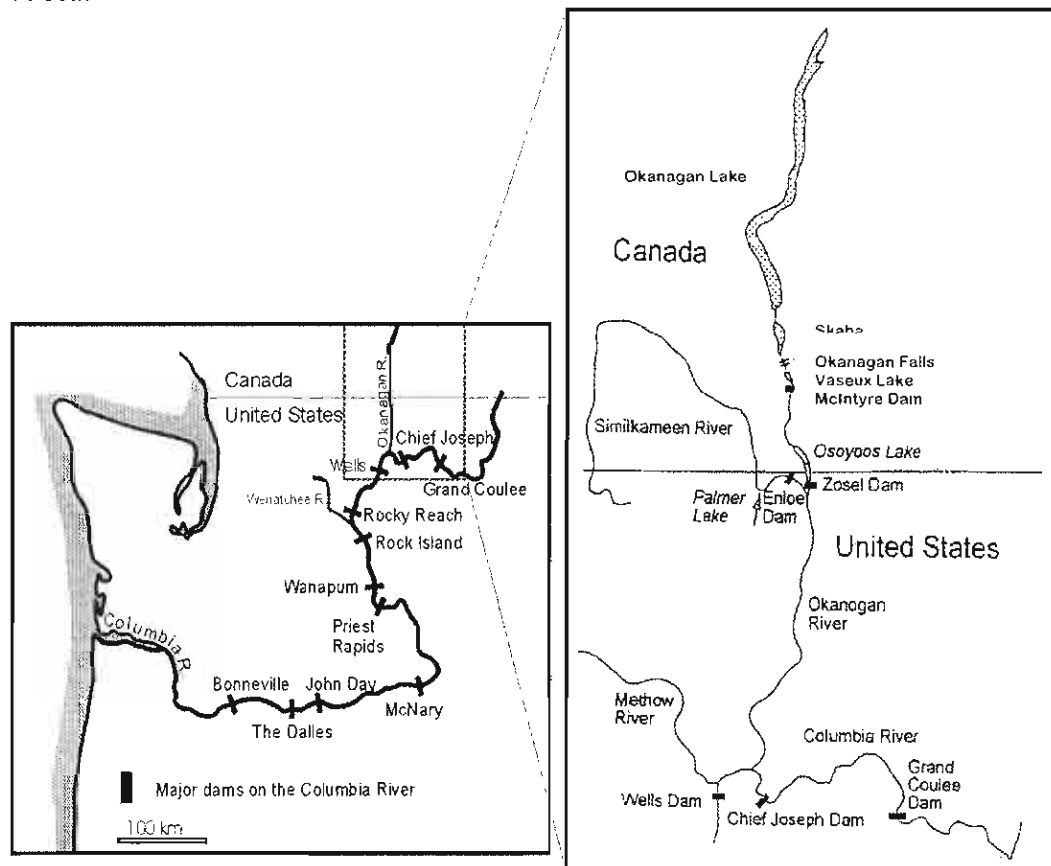 Canada
United States
Okanagan R.
Chief Joseph
Wells
Grand Coulee
Wenatchee R.
Rocky Reach
Rock Island
Wanapum
Priest
Rapids
Columbia R.
Bonneville
John Day
McNary
The Dalles
Major dams on the Columbia River
100 km
Okanagan Lake
Canada
Skaha
Okanagan Falls
Vaseux Lake
McIntyre Dam
Similkameen River
Osoyoos Lake
Zosel Dam
Palmer
Lake
Enloe
Dam
United States
Okanogan
River
Methow
River
Columbia River
Grand
Coulee
Dam
Wells Dam
Chief Joseph Dam